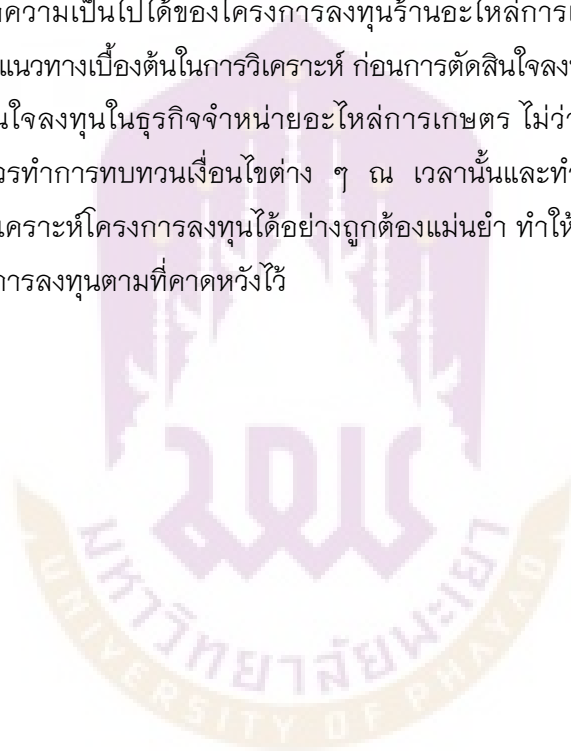 ความเป็นไปได้ของโครงการลงทุนร้านอะไหล่การเ
แนวทางเบื้องต้นในการวิเคราะห์ ก่อนการตัดสินใจลงท
นใจลงทุนในธุรกิจจำหน่ายอะไหล่การเกษตร ไม่ว่า
วรทำการทบทวนเงื่อนไขต่าง ๆ ณ เวลานั้นและทำ
เคราะห์โครงการลงทุนได้อย่างถูกต้องแม่นยำ ทำให้
การลงทุนตามที่คาดหวังไว้
มหาวิทยาลัยพะเยา
UNIVERSITY OF PHAYAO